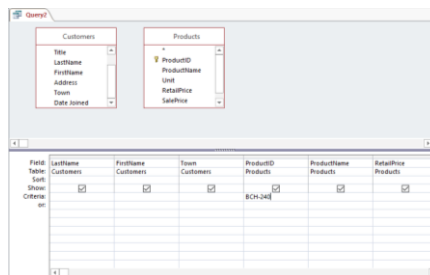 Query2
Customers
Title
LastName
FirstName
Address
Town
Date Joined
Products
*
ProductID
ProductName
Unit
RetailPrice
SalePrice
Field: LastName FirstName Town ProductID ProductName RetailPrice
Table: Customers Customers Customers Products Products Products
Sort:
Show:
Criteria: BCH-240
or: